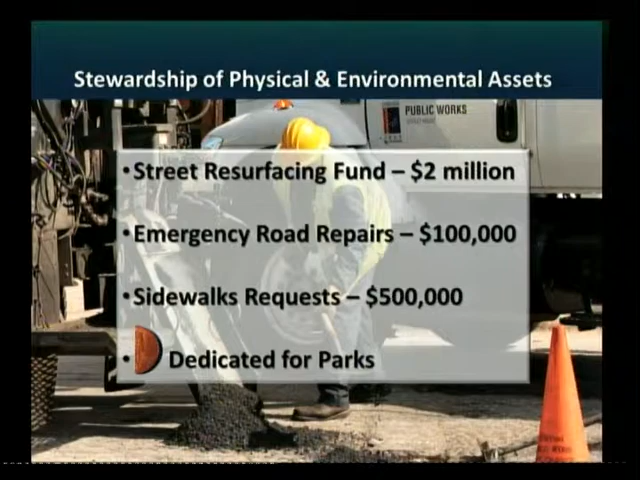 Stewardship of Physical & Environmental Assets
PUBLIC WORKS
•Street Resurfacing Fund – $2 million
•Emergency Road Repairs – $100,000
•Sidewalks Requests – $500,000
• Dedicated for Parks